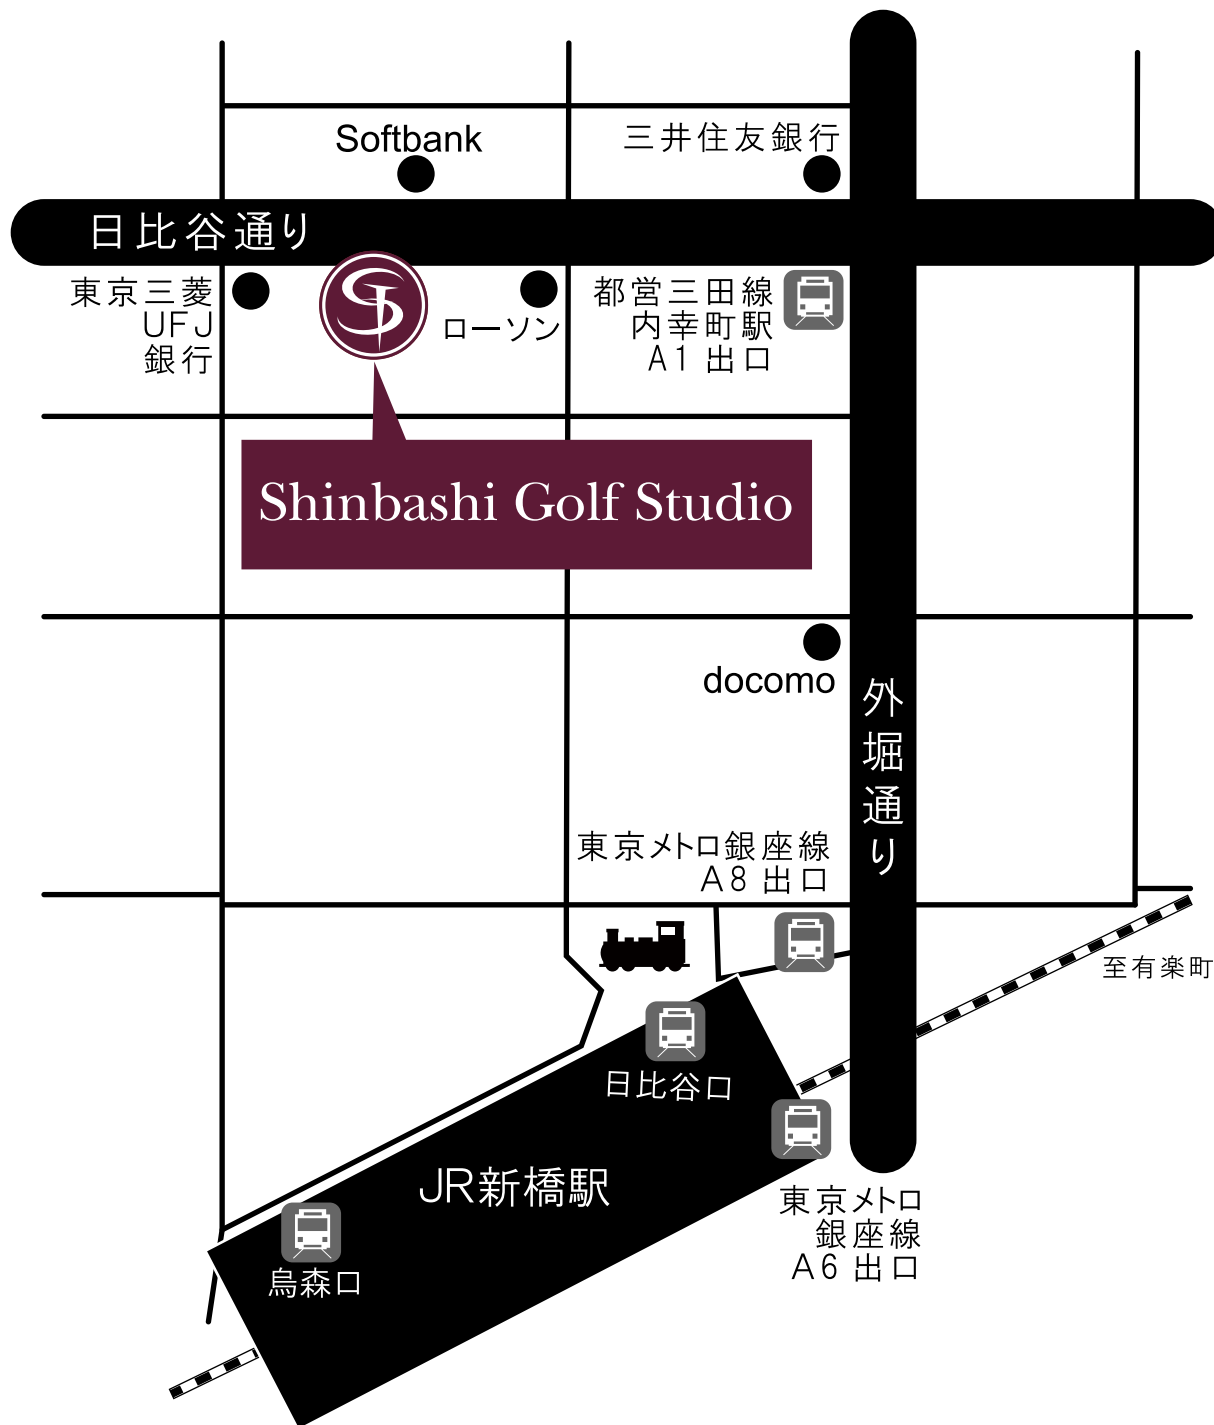 Softbank
三井住友銀行
日比谷通り
東京三菱
UFJ
銀行
ローソン
都営三田線
内幸町駅
A1 出口
Shinbashi Golf Studio
docomo
外堀通り
東京メトロ銀座線
A8 出口
至有楽町
日比谷口
JR新橋駅
烏森口
東京メトロ
銀座線
A6 出口